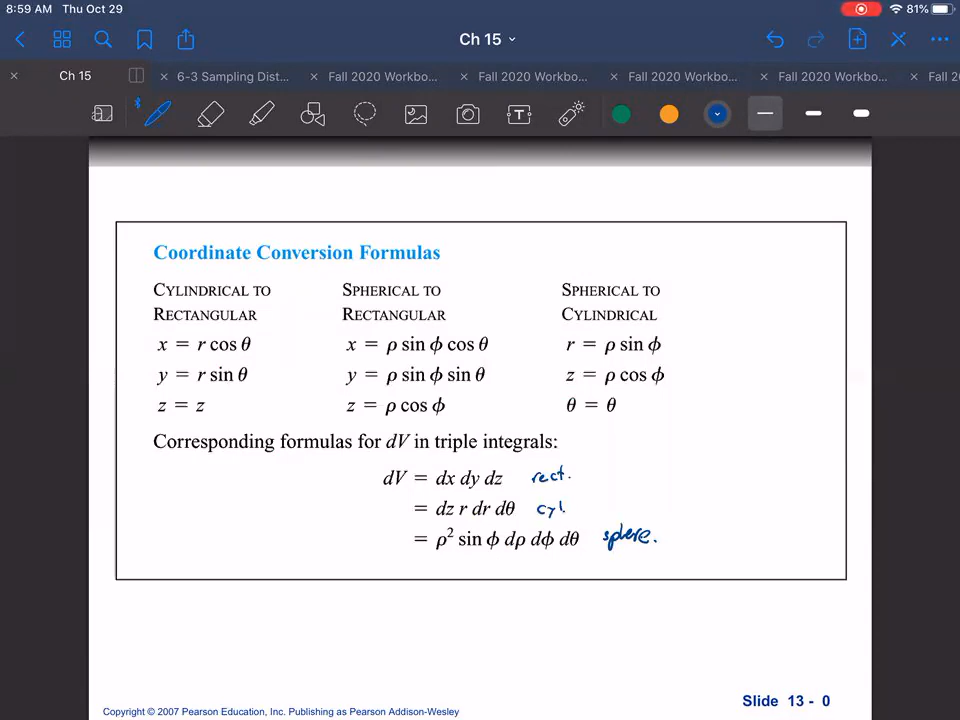 8:59 AM Thu Oct 29
81%
Ch 15
Ch 15
6-3 Sampling Dist...
Fall 2020 Workbo...
Fall 2020 Workbo...
Fall 2020 Workbo...
Fall 2020 Workbo...
Fall 2
T
Coordinate Conversion Formulas
CYLINDRICAL TO RECTANGULAR
x = r cos θ
y = r sin θ
z = z
SPHERICAL TO RECTANGULAR
x = ρ sin ϕ cos θ
y = ρ sin ϕ sin θ
z = ρ cos ϕ
SPHERICAL TO CYLINDRICAL
r = ρ sin ϕ
z = ρ cos ϕ
θ = θ
Corresponding formulas for dV in triple integrals:
dV = dx dy dz rect.
= dz r dr dθ cyl.
= ρ² sin ϕ dρ dϕ dθ sphere.
Slide 13 - 0
Copyright © 2007 Pearson Education, Inc. Publishing as Pearson Addison-Wesley